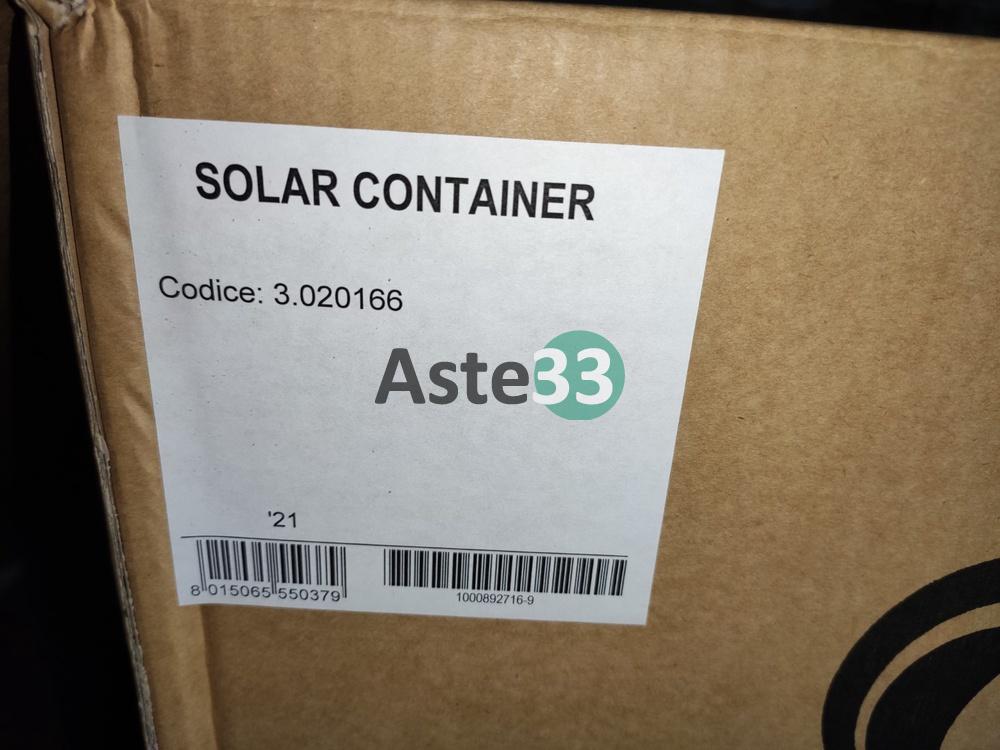 SOLAR CONTAINER
Codice: 3.020166
Aste33
'21
8 015065 550379
1000892716-9